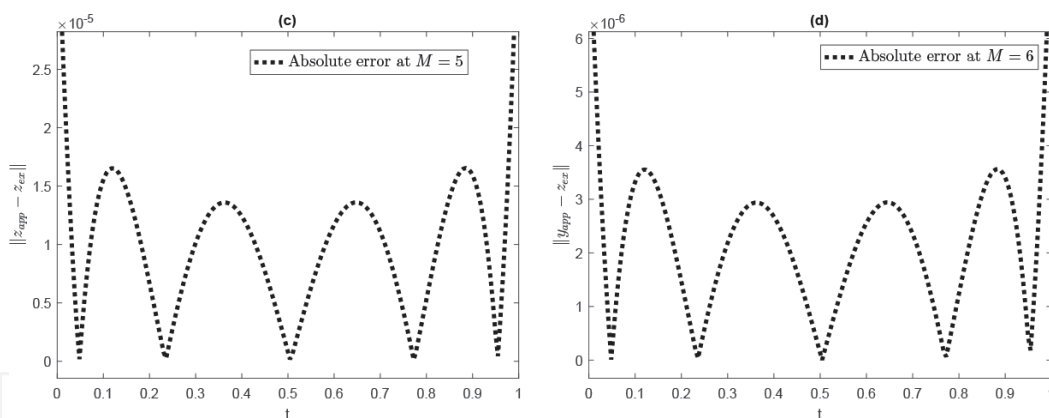 (c)
×10⁻⁵
Absolute error at M = 5
2.5
2
1.5
1
0.5
0
‖z_app − z_ex‖
0 0.1 0.2 0.3 0.4 0.5 0.6 0.7 0.8 0.9 1
t
(d)
×10⁻⁶
Absolute error at M = 6
6
5
4
3
2
1
0
‖y_app − z_ex‖
0 0.1 0.2 0.3 0.4 0.5 0.6 0.7 0.8 0.9 1
t